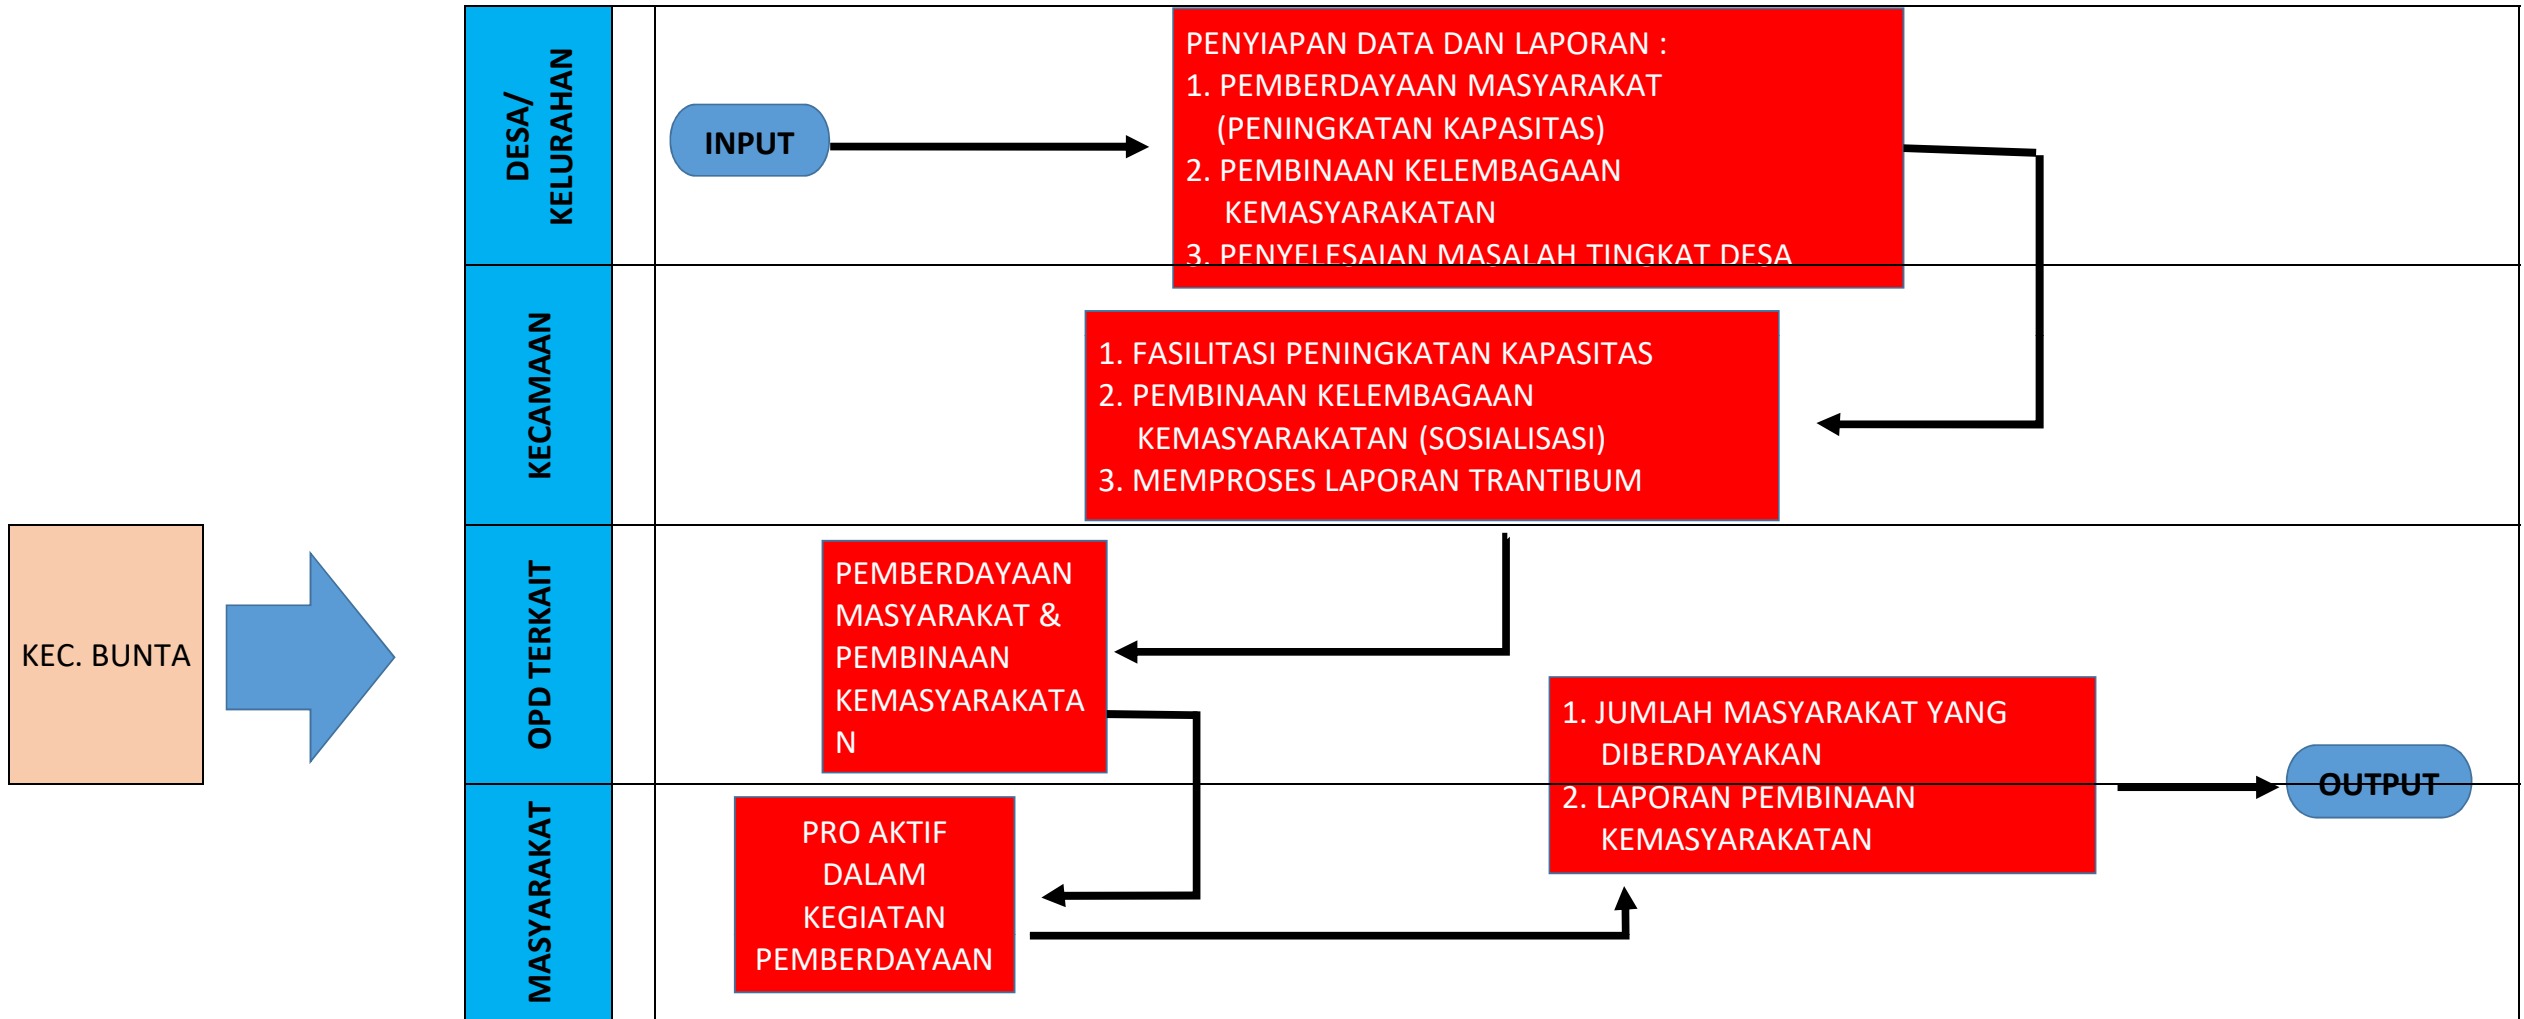 DESA/
KELURAHAN
INPUT
PENYIAPAN DATA DAN LAPORAN :
1. PEMBERDAYAAN MASYARAKAT
(PENINGKATAN KAPASITAS)
2. PEMBINAAN KELEMBAGAAN
KEMASYARAKATAN
3. PENYELESAIAN MASALAH TINGKAT DESA
KECAMAAN
1. FASILITASI PENINGKATAN KAPASITAS
2. PEMBINAAN KELEMBAGAAN
KEMASYARAKATAN (SOSIALISASI)
3. MEMPROSES LAPORAN TRANTIBUM
KEC. BUNTA
OPD TERKAIT
PEMBERDAYAAN
MASYARAKAT &
PEMBINAAN
KEMASYARAKATA
N
1. JUMLAH MASYARAKAT YANG
DIBERDAYAKAN
2. LAPORAN PEMBINAAN
KEMASYARAKATAN
OUTPUT
MASYARAKAT
PRO AKTIF
DALAM
KEGIATAN
PEMBERDAYAAN